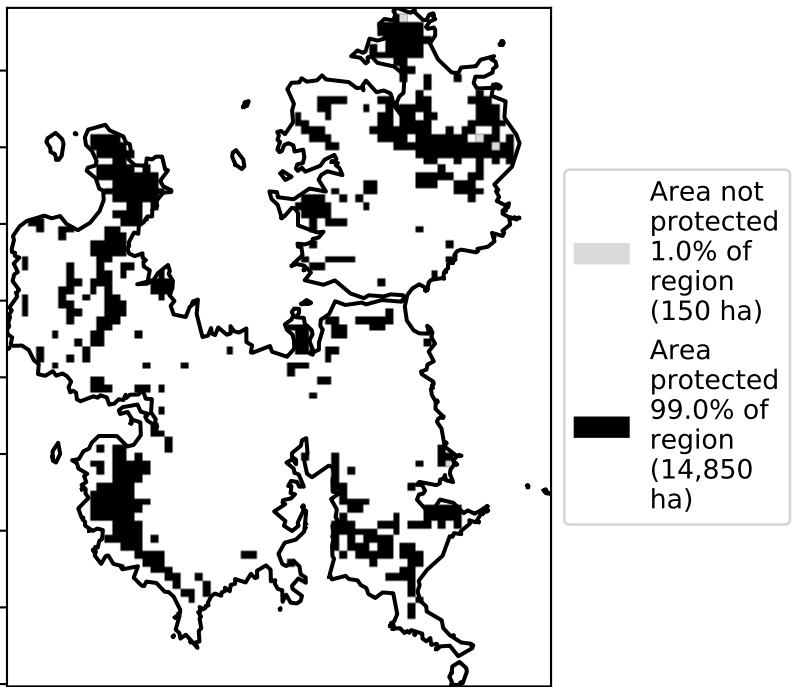 Area not
protected
1.0% of
region
(150 ha)
Area
protected
99.0% of
region
(14,850
ha)